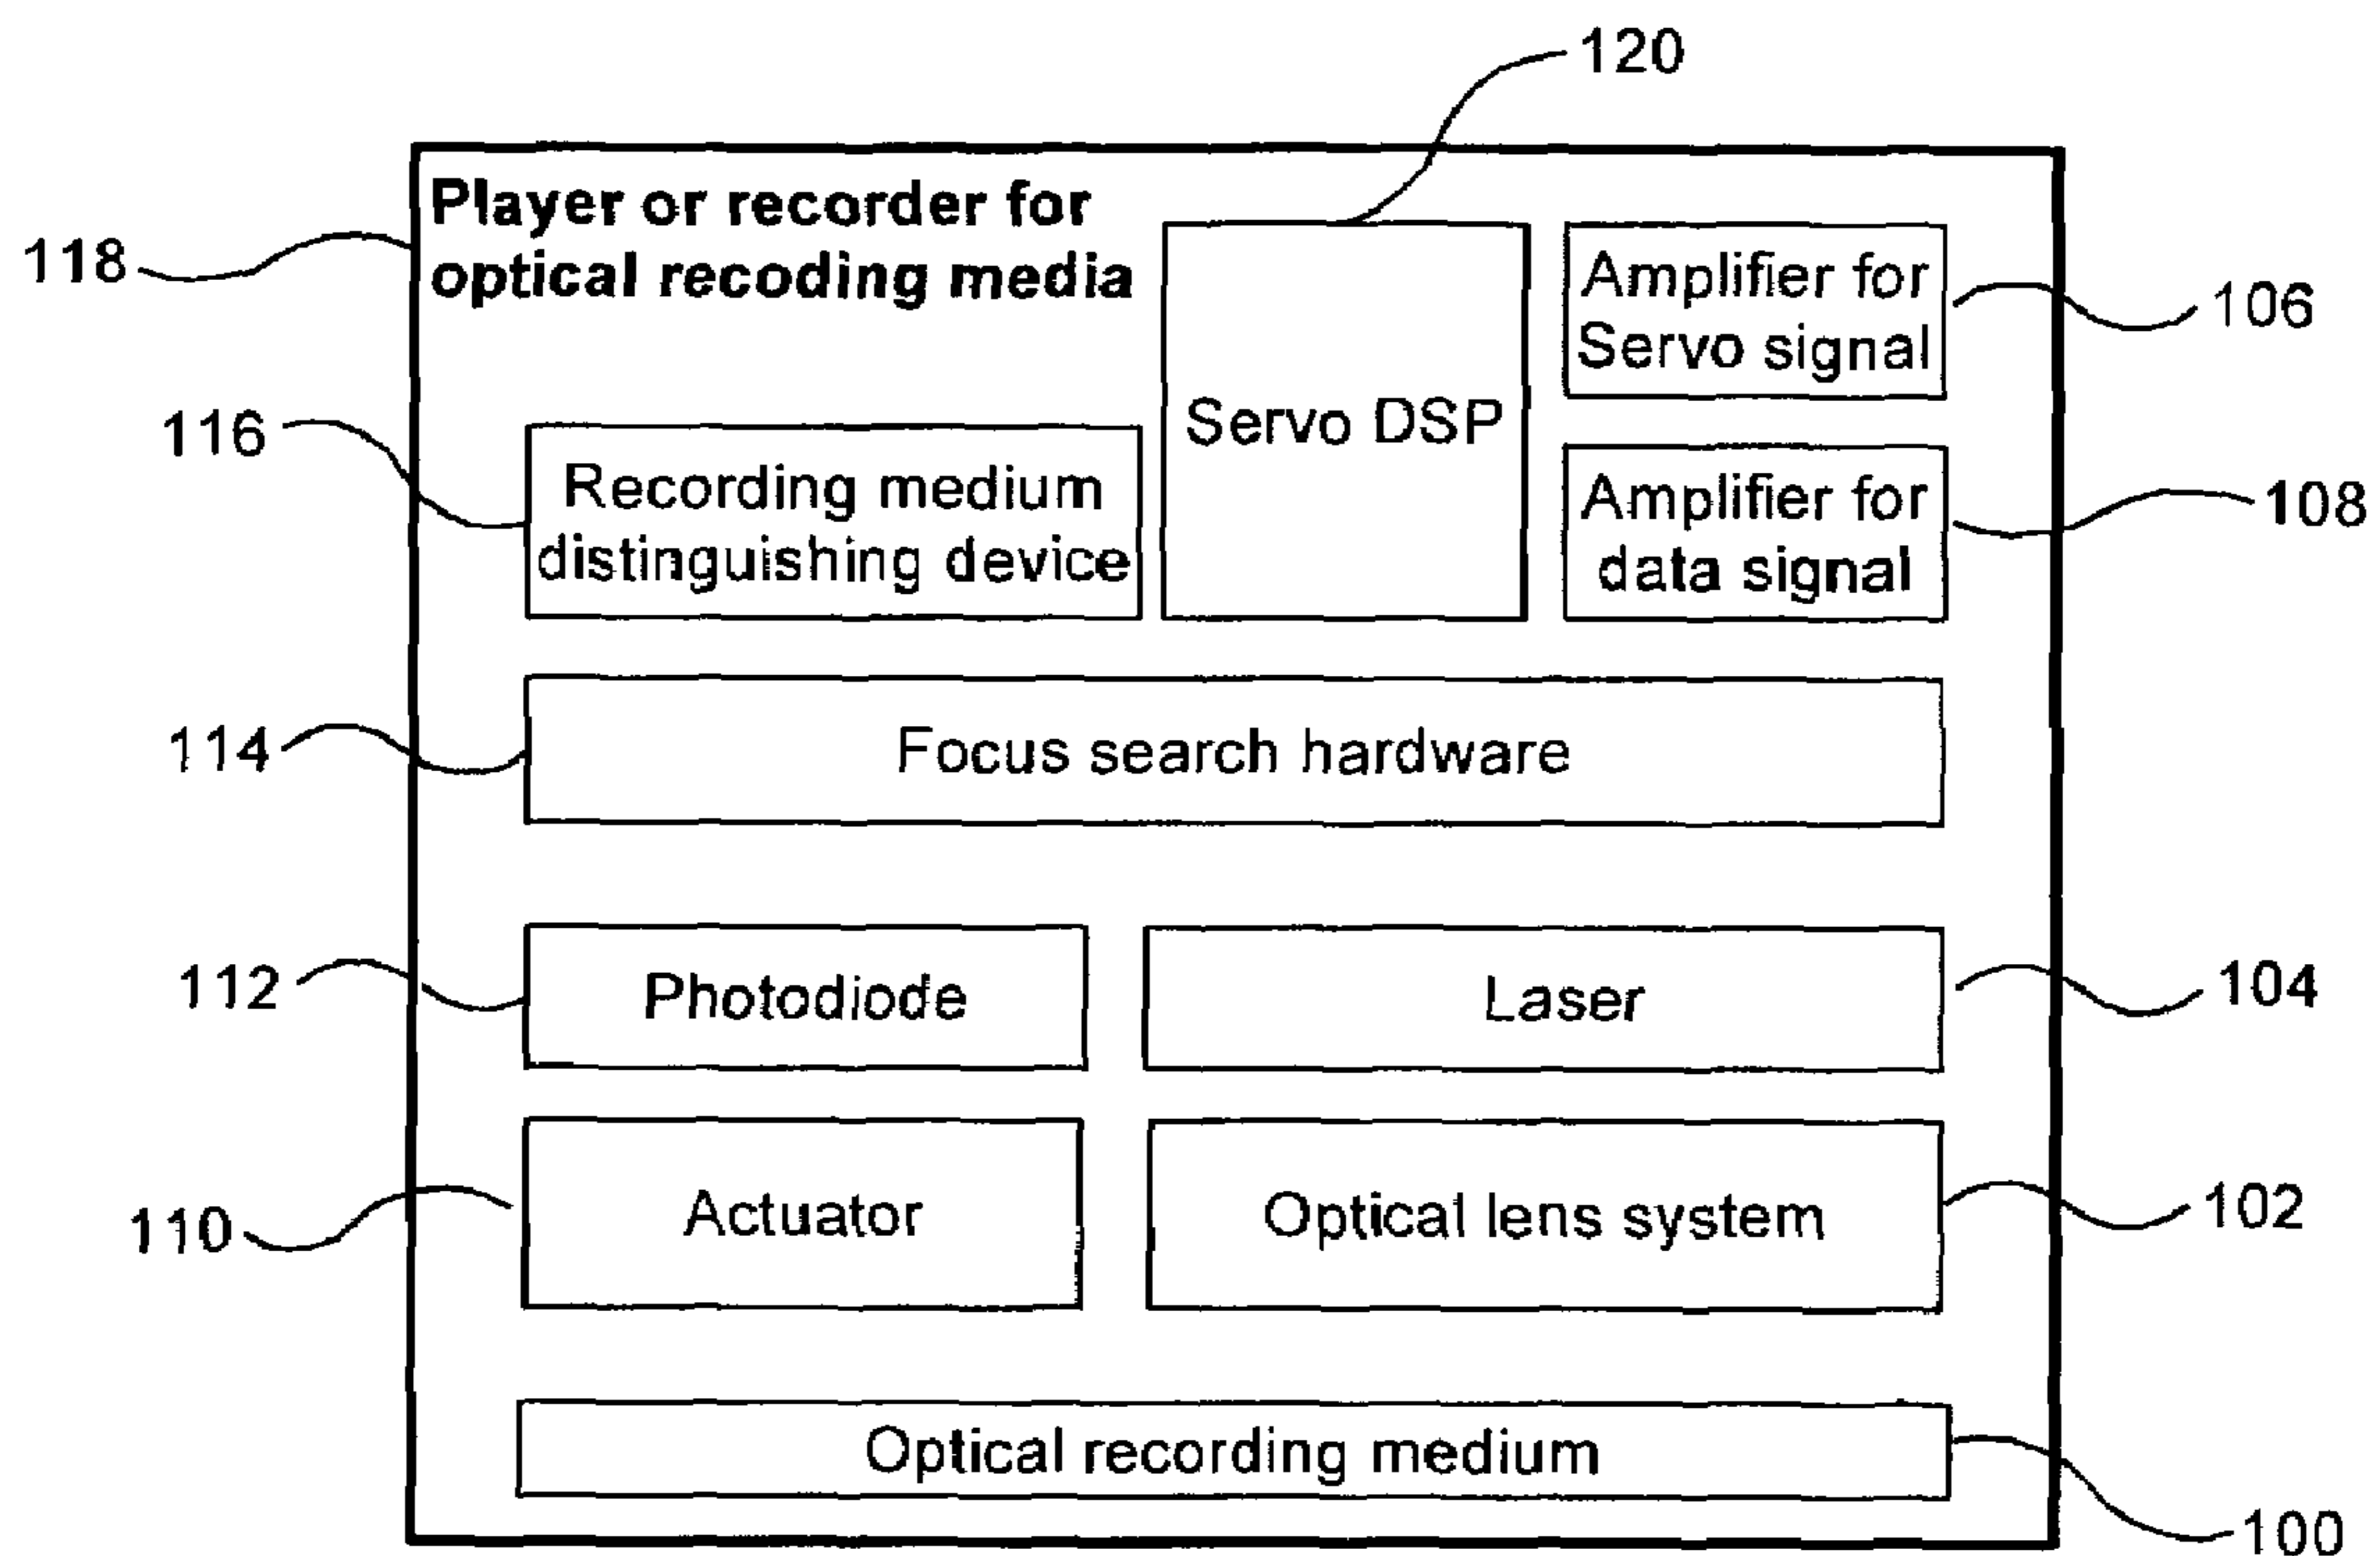 120
Player or recorder for
optical recoding media
118
Amplifier for
Servo signal
106
Servo DSP
116
Recording medium
distinguishing device
Amplifier for
data signal
108
114
Focus search hardware
112
Photodiode
Laser
104
110
Actuator
Optical lens system
102
Optical recording medium
100